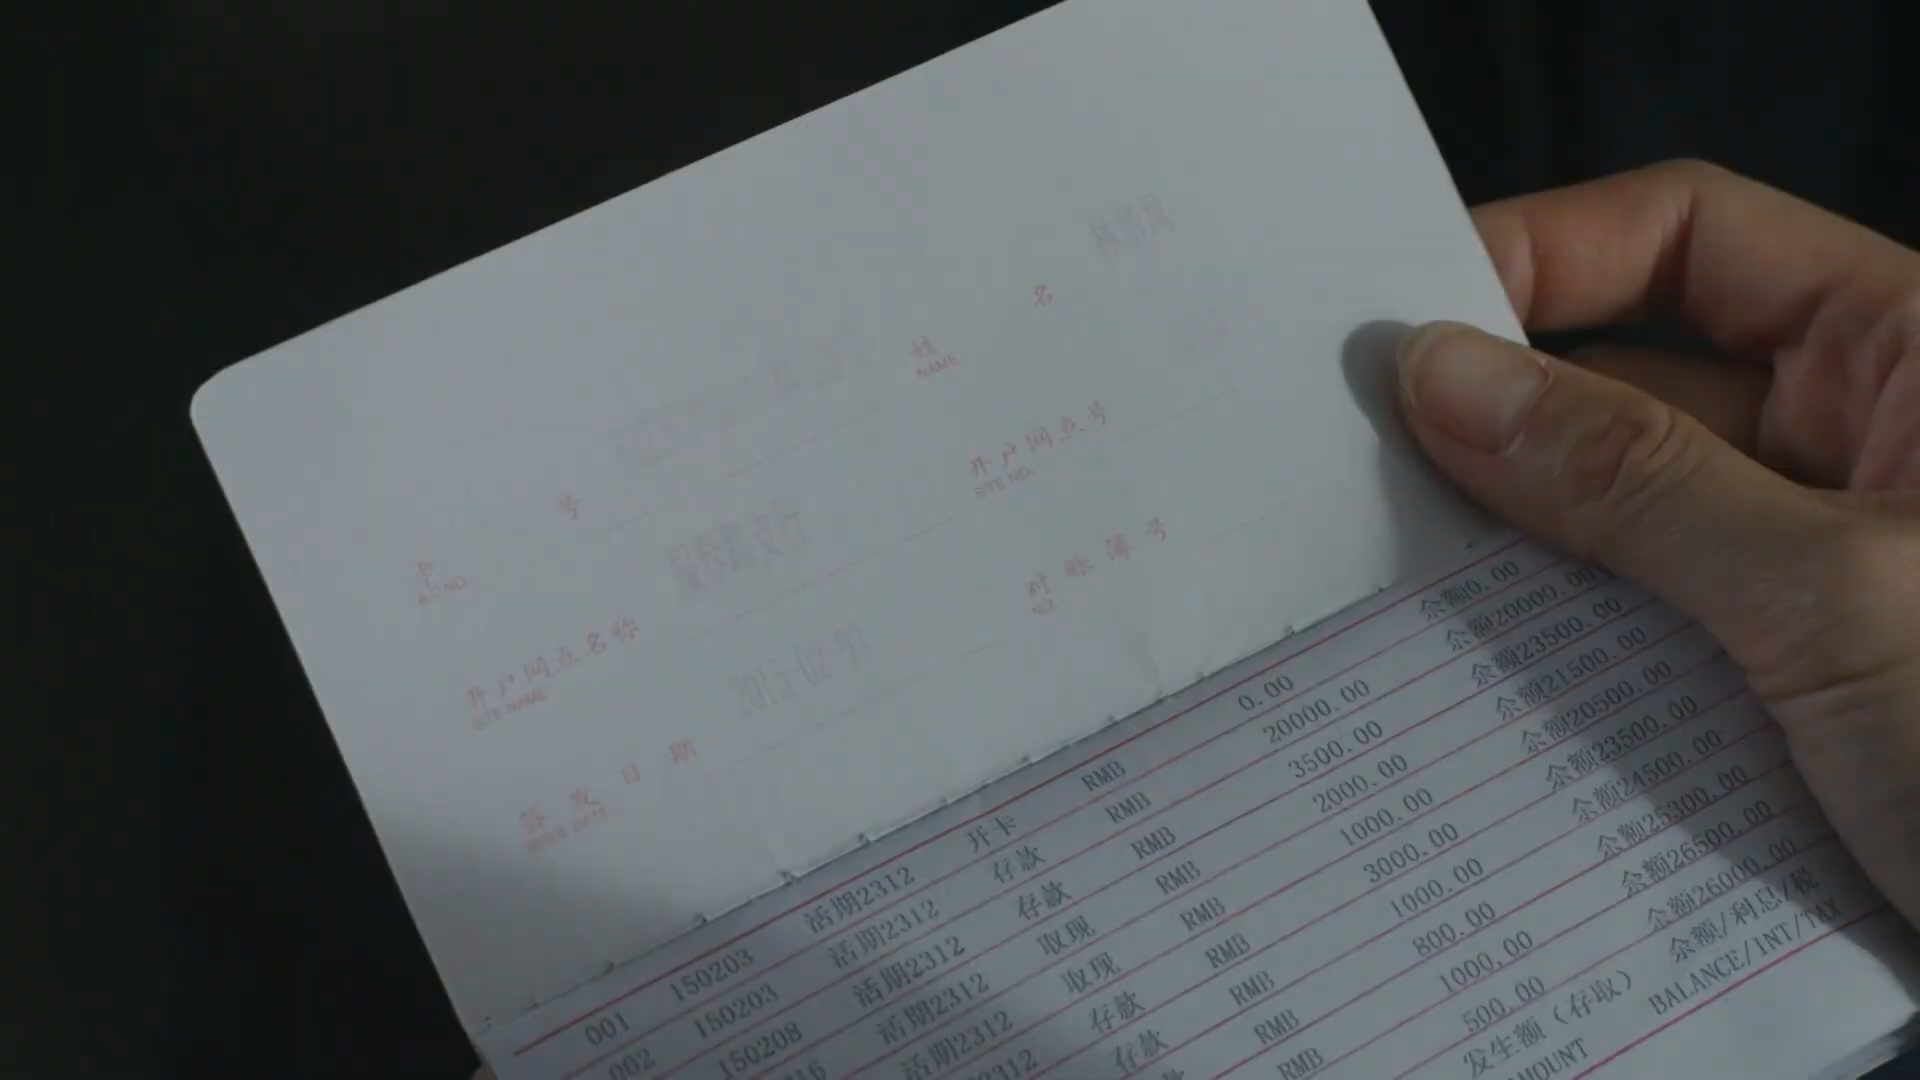 名
姓
NAME
号
开户网点号
SITE NO.
A/C NO.
对账簿号
NO.
开户网点名称
SITE NAME
签发日期
001 150203 活期2312 开卡 RMB 0.00 余额0.00
002 150203 活期2312 存款 RMB 20000.00 余额20000.00
150208 活期2312 存款 RMB 3500.00 余额23500.00
16 活期2312 取现 RMB 2000.00 余额21500.00
活期2312 取现 RMB 1000.00 余额20500.00
2312 存款 RMB 3000.00 余额23500.00
存款 RMB 1000.00 余额24500.00
RMB 800.00 余额25300.00
RMB 1000.00 余额26500.00
500.00 余额26000.00
发生额（存取） 余额/利息/税
AMOUNT BALANCE/INT/TAX